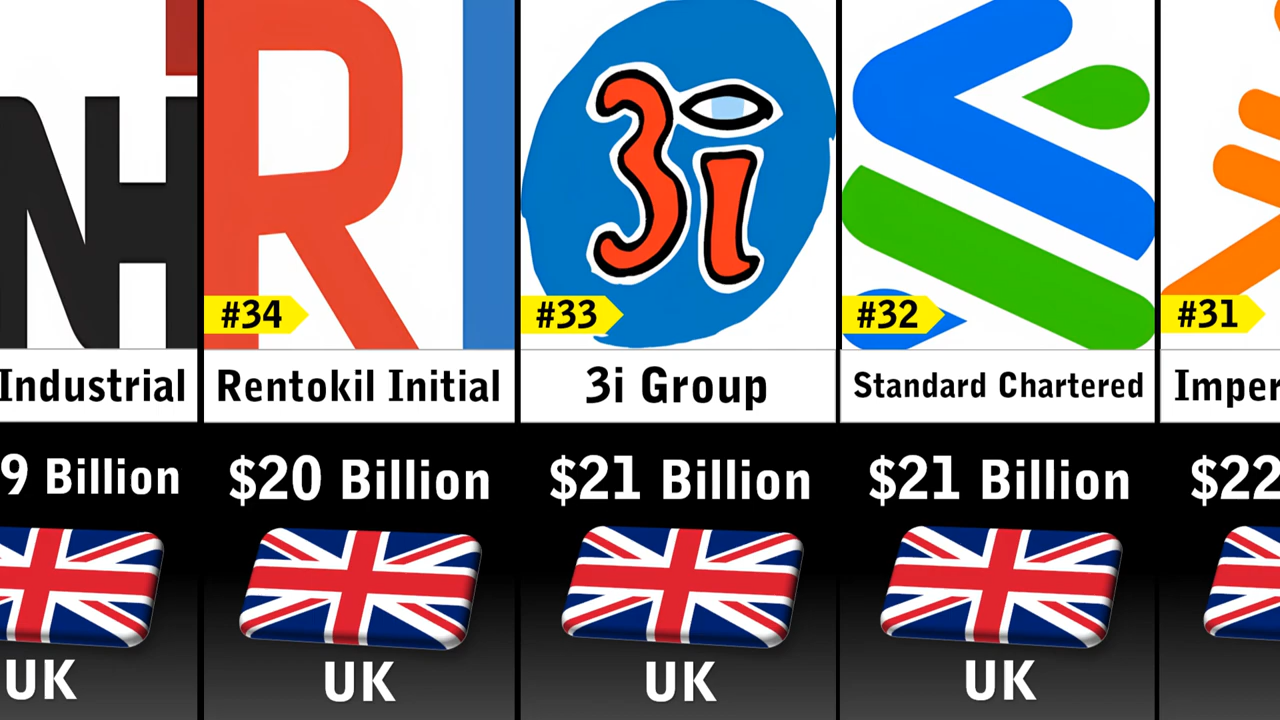 NH
Industrial
9 Billion
UK
R
#34
Rentokil Initial
$20 Billion
UK
3i
#33
3i Group
$21 Billion
UK
#32
Standard Chartered
$21 Billion
UK
#31
Imper
$22